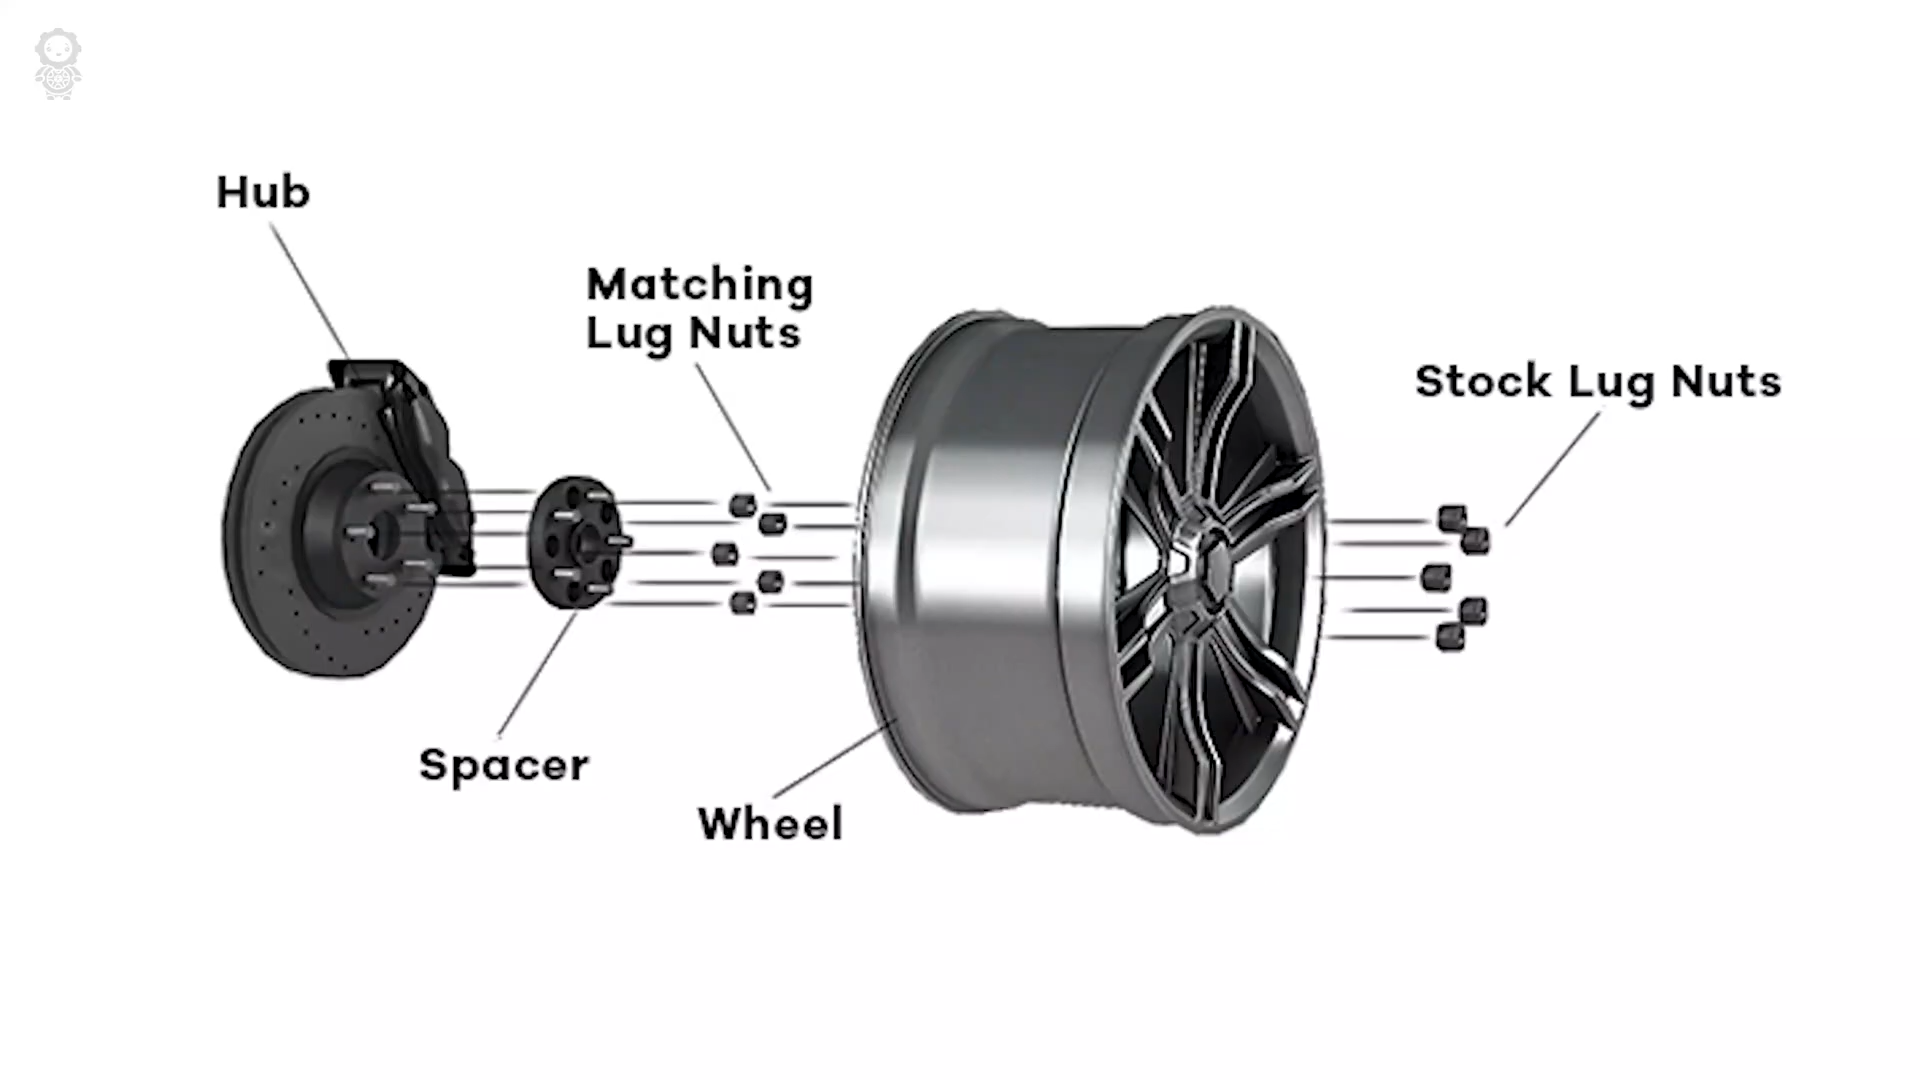 Hub
Matching
Lug Nuts
Stock Lug Nuts
Spacer
Wheel